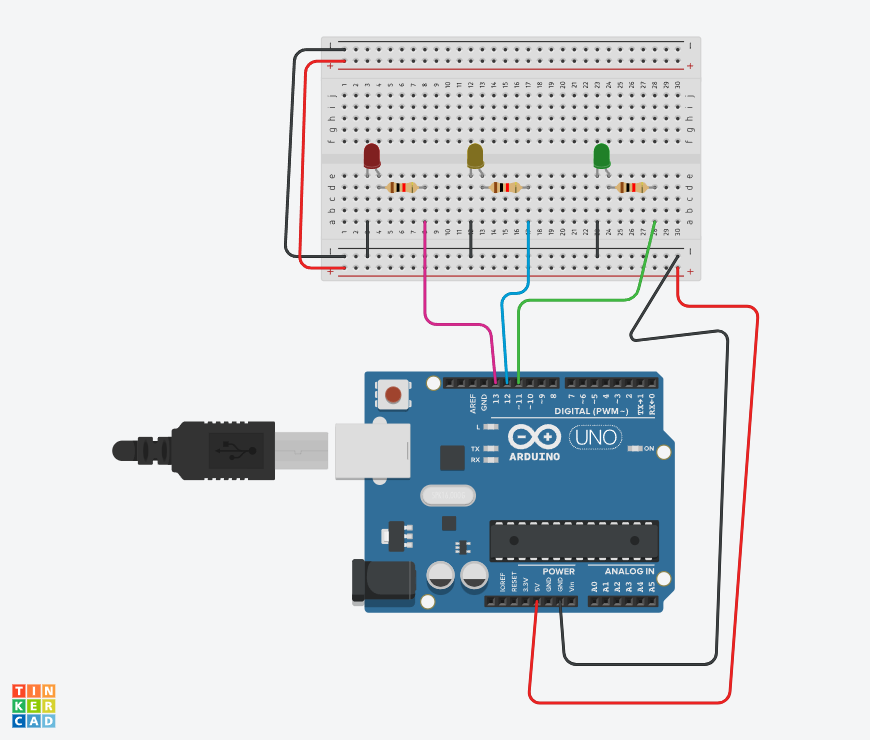 − −
+ +
1 2 3 4 5 6 7 8 9 10 11 12 13 14 15 16 17 18 19 20 21 22 23 24 25 26 27 28 29 30
j j
i i
h h
g g
f f
e e
d d
c c
b b
a a
1 2 3 4 5 6 7 8 9 10 11 12 13 14 15 16 17 18 19 20 21 22 23 24 25 26 27 28 29 30
− −
+ +
AREF GND 13 12 ~11 ~10 ~9 8 7 ~6 ~5 4 ~3 2 TX→1 RX←0
DIGITAL (PWM~)
L
TX
RX
ARDUINO
UNO
ON
POWER ANALOG IN
IOREF RESET 3.3V 5V GND GND Vin A0 A1 A2 A3 A4 A5
TIN
KER
CAD